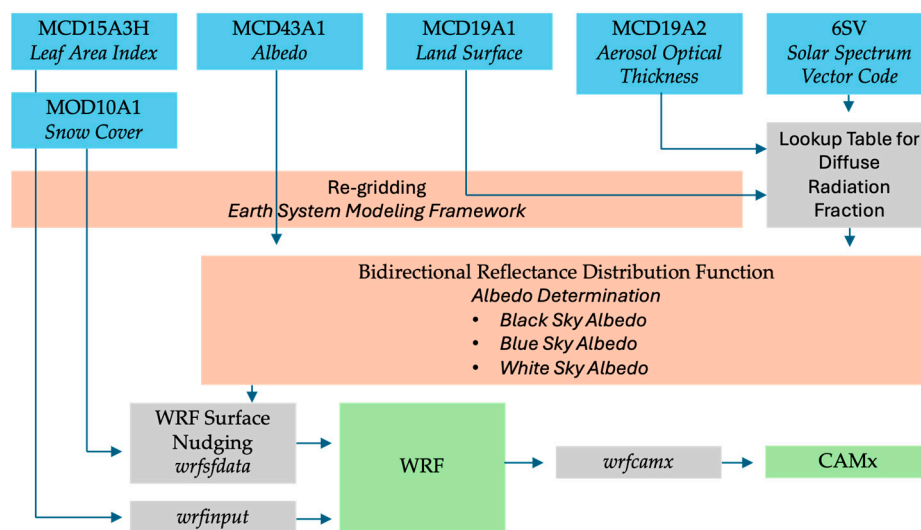 MCD15A3H
Leaf Area Index
MCD43A1
Albedo
MCD19A1
Land Surface
MCD19A2
Aerosol Optical
Thickness
6SV
Solar Spectrum
Vector Code
MOD10A1
Snow Cover
Lookup Table for
Diffuse
Radiation
Fraction
Re-gridding
Earth System Modeling Framework
Bidirectional Reflectance Distribution Function
Albedo Determination
• Black Sky Albedo
• Blue Sky Albedo
• White Sky Albedo
WRF Surface
Nudging
wrfsfdata
WRF
wrfcamx
CAMx
wrfinput